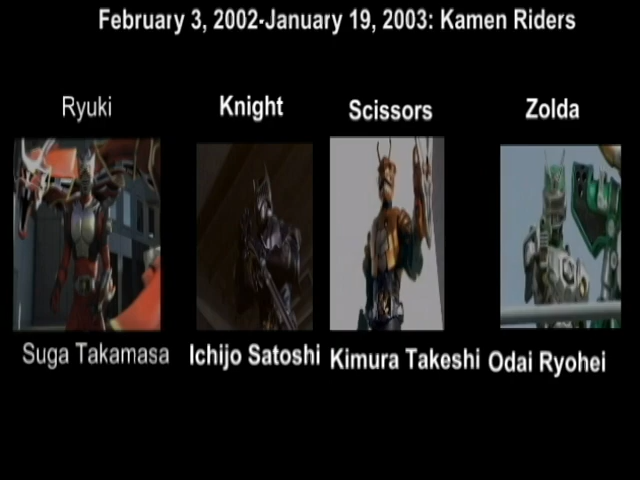 February 3, 2002-January 19, 2003: Kamen Riders
Ryuki Knight Scissors Zolda
Suga Takamasa Ichijo Satoshi Kimura Takeshi Odai Ryohei